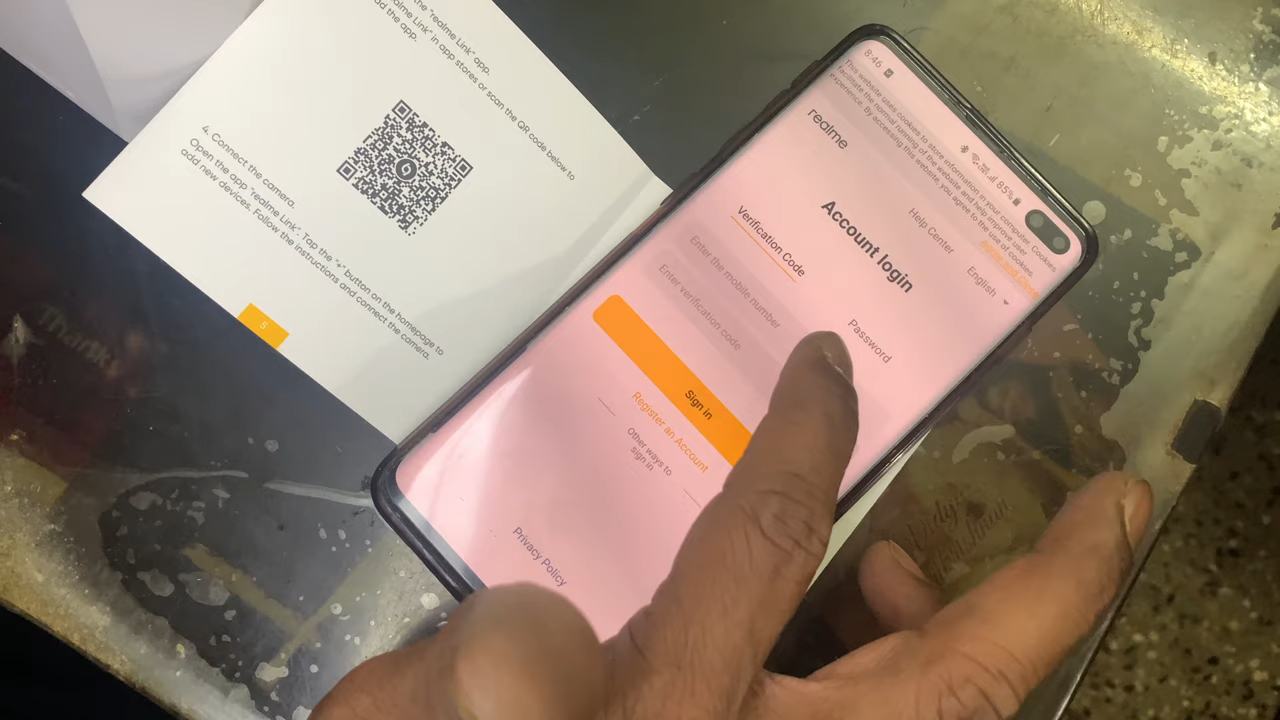 the "realme Link" app.
ealme Link" in app stores or scan the QR code below to
ad the app.
4. Connect the camera.
Open the app "realme Link". Tap the "+" button on the homepage to
add new devices. Follow the instructions and connect the camera.
5
8:46
85%
This website uses cookies to store information in your computer. Cookies
facilitate the normal running of the website and help improve user
experience. By accessing this website, you agree to the use of cookies.
realme
Help Center
English
Account login
Verification Code
Password
Enter the mobile number
Enter verification code
Sign in
Register an Account
Other ways to
sign in
Privacy Policy
Thank